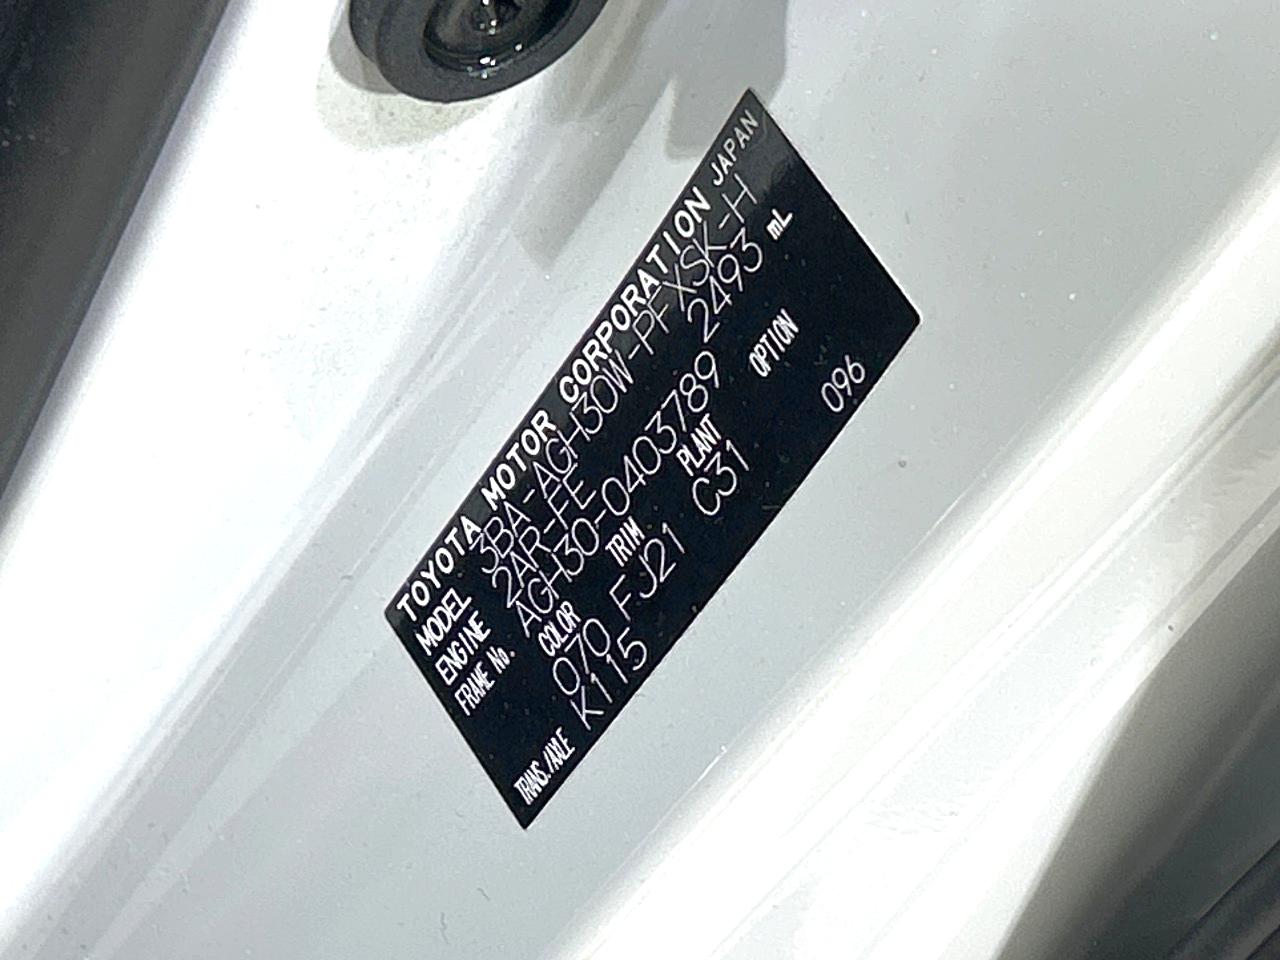 TOYOTA MOTOR CORPORATION JAPAN
MODEL 3BA-AGH30W-PFXSK-H
ENGINE 2AR-FE 2493 mL
FRAME No. AGH30-0403789
COLOR TRIM PLANT OPTION
070 FJ21 C31 096
TRANS./AXLE K115